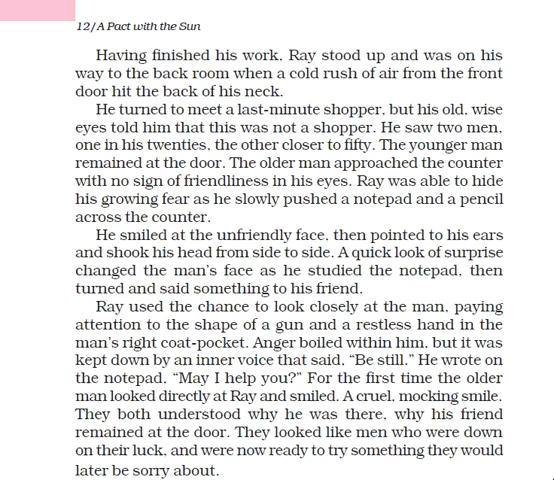 12/A Pact with the Sun
Having finished his work, Ray stood up and was on his
way to the back room when a cold rush of air from the front
door hit the back of his neck.
He turned to meet a last-minute shopper, but his old, wise
eyes told him that this was not a shopper. He saw two men,
one in his twenties, the other closer to fifty. The younger man
remained at the door. The older man approached the counter
with no sign of friendliness in his eyes. Ray was able to hide
his growing fear as he slowly pushed a notepad and a pencil
across the counter.
He smiled at the unfriendly face, then pointed to his ears
and shook his head from side to side. A quick look of surprise
changed the man's face as he studied the notepad, then
turned and said something to his friend.
Ray used the chance to look closely at the man, paying
attention to the shape of a gun and a restless hand in the
man's right coat-pocket. Anger boiled within him, but it was
kept down by an inner voice that said, “Be still.” He wrote on
the notepad, “May I help you?” For the first time the older
man looked directly at Ray and smiled. A cruel, mocking smile.
They both understood why he was there, why his friend
remained at the door. They looked like men who were down
on their luck, and were now ready to try something they would
later be sorry about.